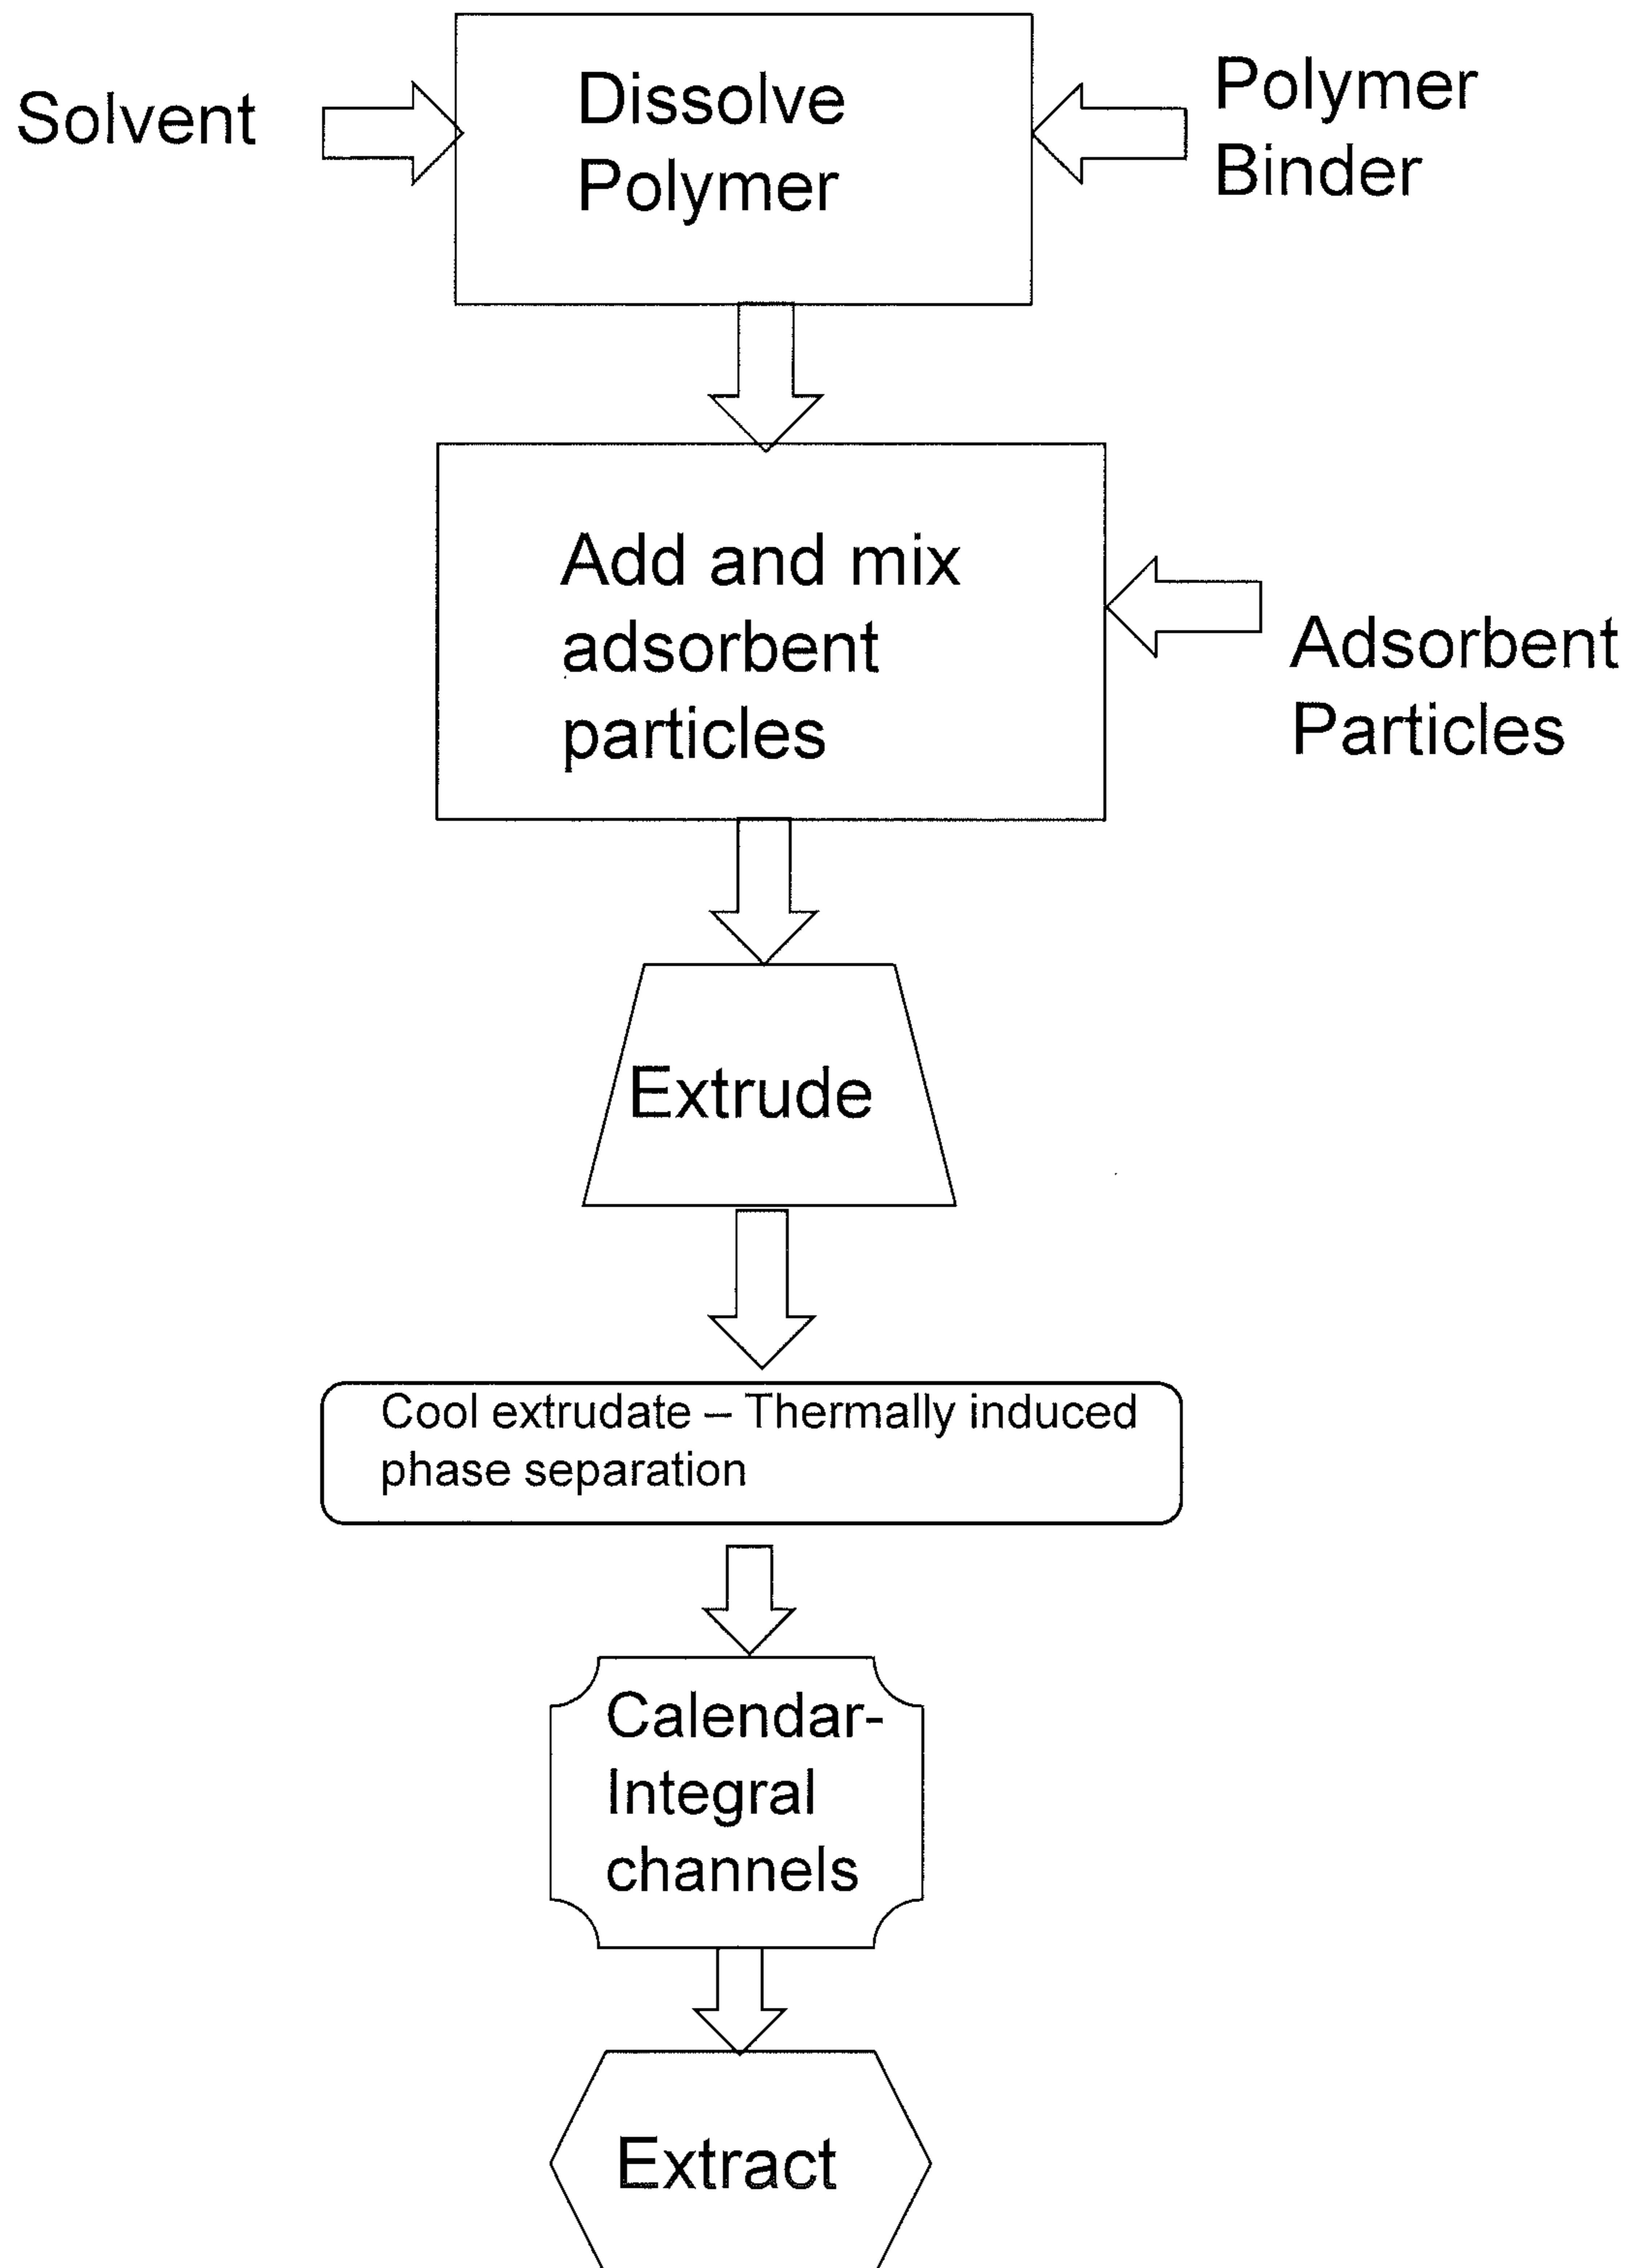 Solvent
Dissolve
Polymer
Polymer
Binder
Add and mix
adsorbent
particles
Adsorbent
Particles
Extrude
Cool extrudate – Thermally induced
phase separation
Calendar-
Integral
channels
Extract